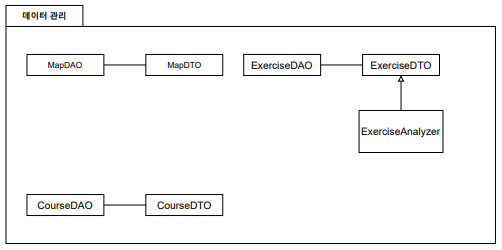 데이터 관리
MapDAO
MapDTO
ExerciseDAO
ExerciseDTO
ExerciseAnalyzer
CourseDAO
CourseDTO